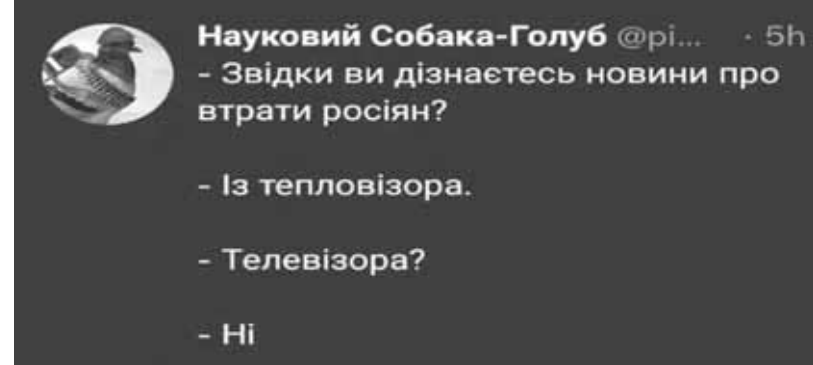 Науковий Собака-Голуб @pi... · 5h
- Звідки ви дізнаєтесь новини про
втрати росіян?
- Із тепловізора.
- Телевізора?
- Ні